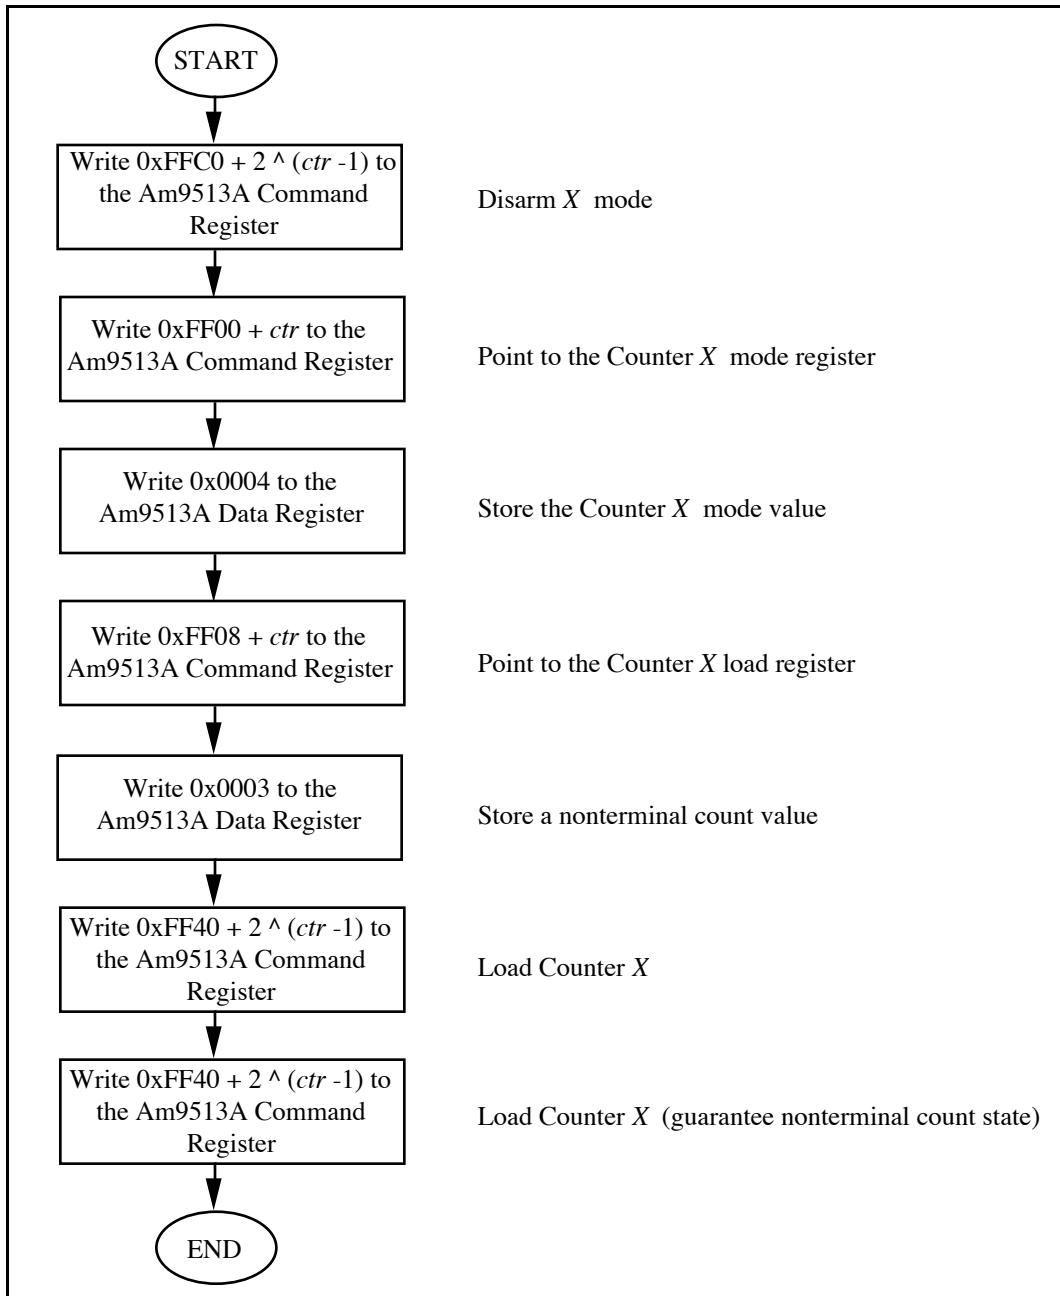 START
Write 0xFFC0 + 2 ^ (ctr -1) to
the Am9513A Command
Register
Disarm X mode
Write 0xFF00 + ctr to the
Am9513A Command Register
Point to the Counter X mode register
Write 0x0004 to the
Am9513A Data Register
Store the Counter X mode value
Write 0xFF08 + ctr to the
Am9513A Command Register
Point to the Counter X load register
Write 0x0003 to the
Am9513A Data Register
Store a nonterminal count value
Write 0xFF40 + 2 ^ (ctr -1) to
the Am9513A Command
Register
Load Counter X
Write 0xFF40 + 2 ^ (ctr -1) to
the Am9513A Command
Register
Load Counter X (guarantee nonterminal count state)
END